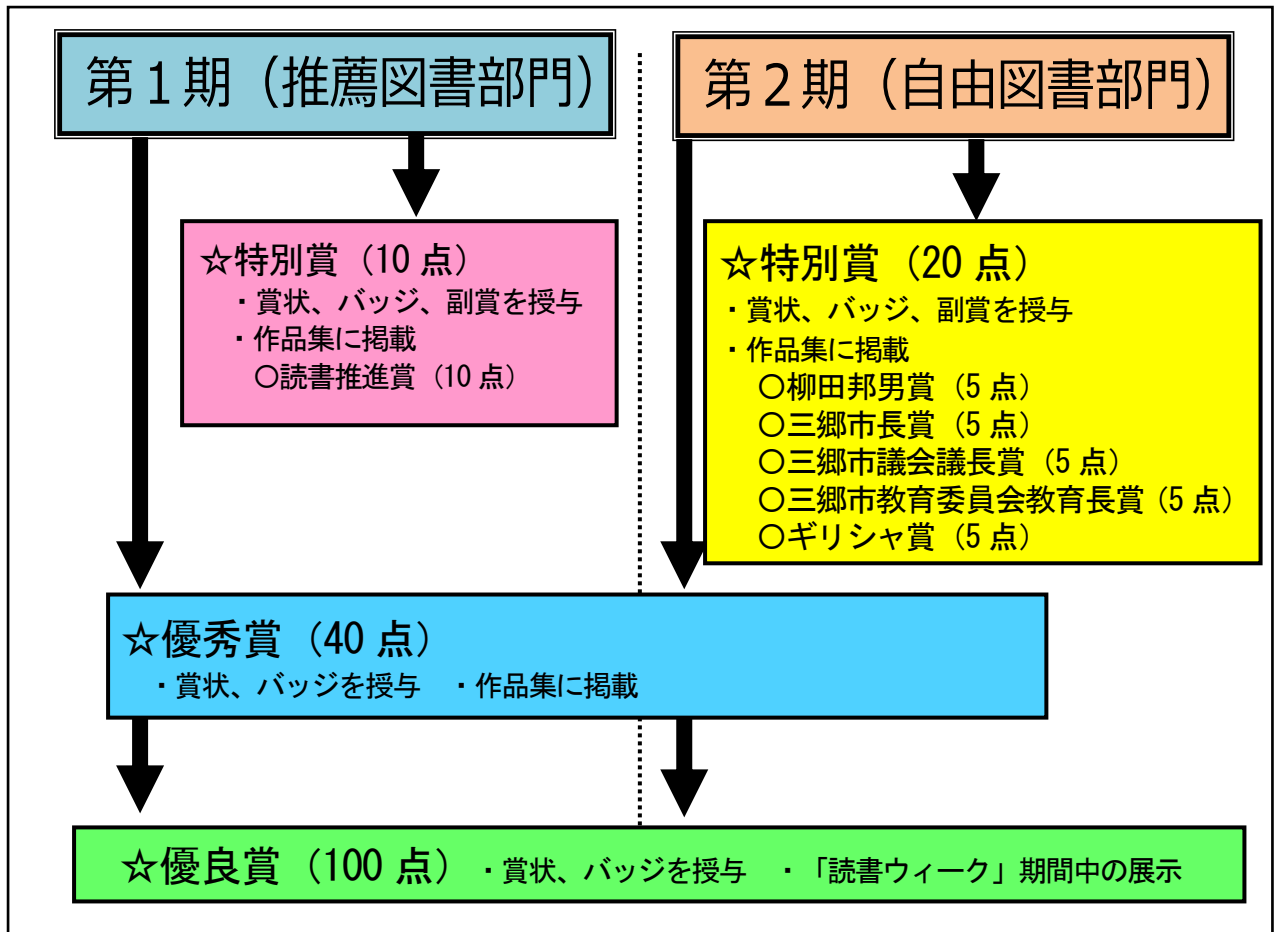 第１期（推薦図書部門）
第２期（自由図書部門）
☆特別賞（10 点）
・賞状、バッジ、副賞を授与
・作品集に掲載
○読書推進賞（10 点）
☆特別賞（20 点）
・賞状、バッジ、副賞を授与
・作品集に掲載
○柳田邦男賞（5 点）
○三郷市長賞（5 点）
○三郷市議会議長賞（5 点）
○三郷市教育委員会教育長賞（5 点）
○ギリシャ賞（5 点）
☆優秀賞（40 点）
・賞状、バッジを授与　・作品集に掲載
☆優良賞（100 点）・賞状、バッジを授与　・「読書ウィーク」期間中の展示